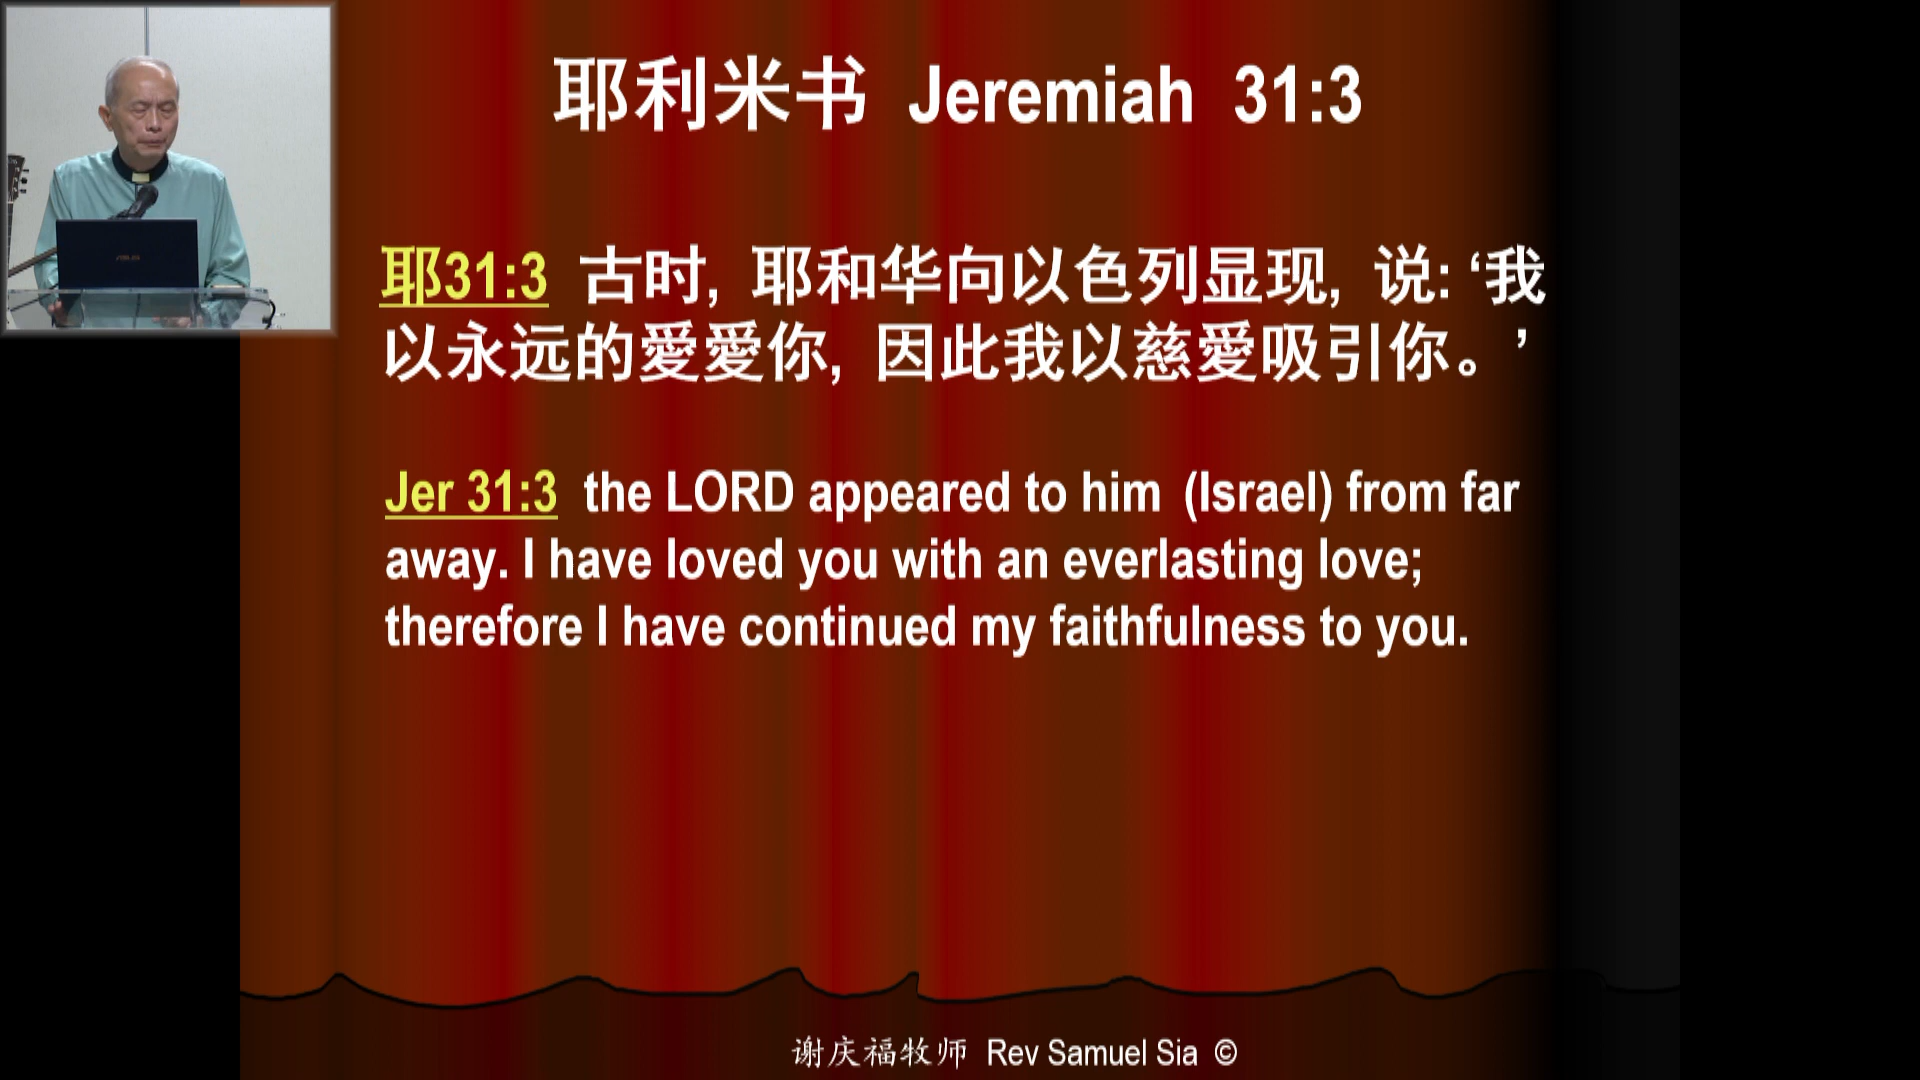 耶利米书 Jeremiah 31:3
耶31:3 古时, 耶和华向以色列显现, 说: ‘我
以永远的愛愛你, 因此我以慈愛吸引你。’
Jer 31:3 the LORD appeared to him (Israel) from far
away. I have loved you with an everlasting love;
therefore I have continued my faithfulness to you.
谢庆福牧师 Rev Samuel Sia ©